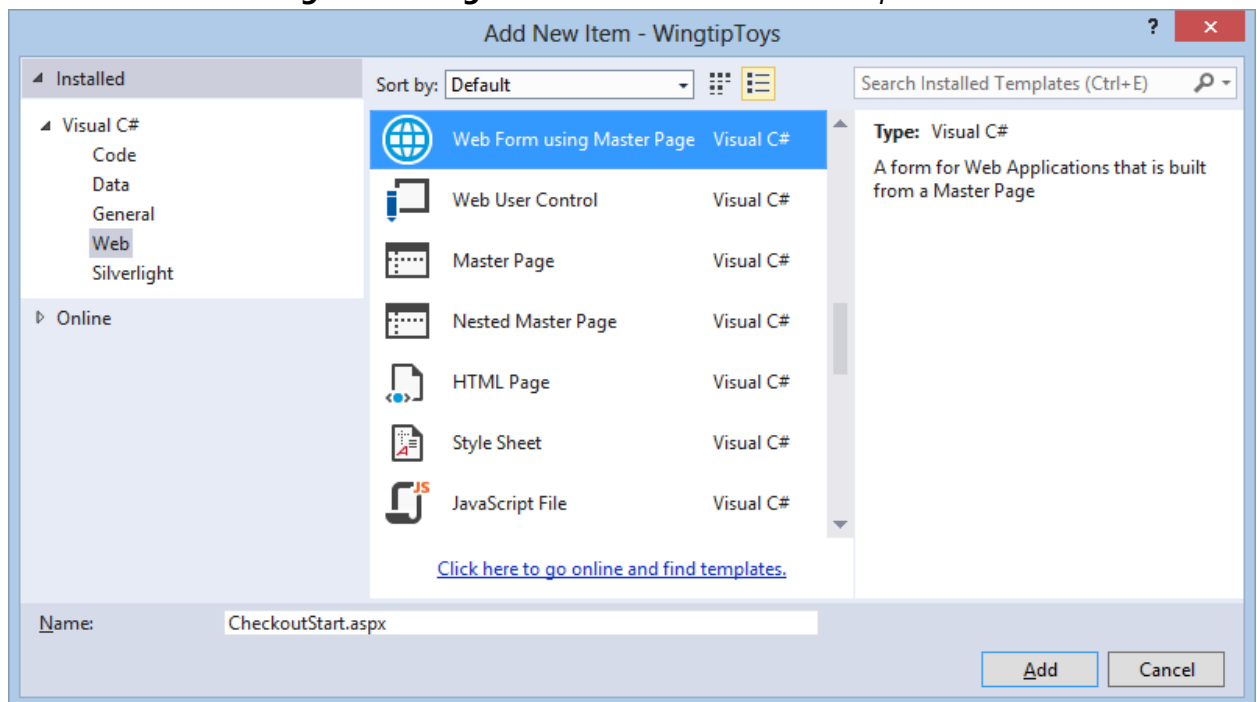 Add New Item - WingtipToys
?
Installed
Sort by: Default
Search Installed Templates (Ctrl+E)
Visual C#
Code
Data
General
Web
Silverlight
Online
Web Form using Master Page Visual C#
Web User Control Visual C#
Master Page Visual C#
Nested Master Page Visual C#
HTML Page Visual C#
Style Sheet Visual C#
JS
JavaScript File Visual C#
Click here to go online and find templates.
Type: Visual C#
A form for Web Applications that is built
from a Master Page
Name: CheckoutStart.aspx
Add Cancel